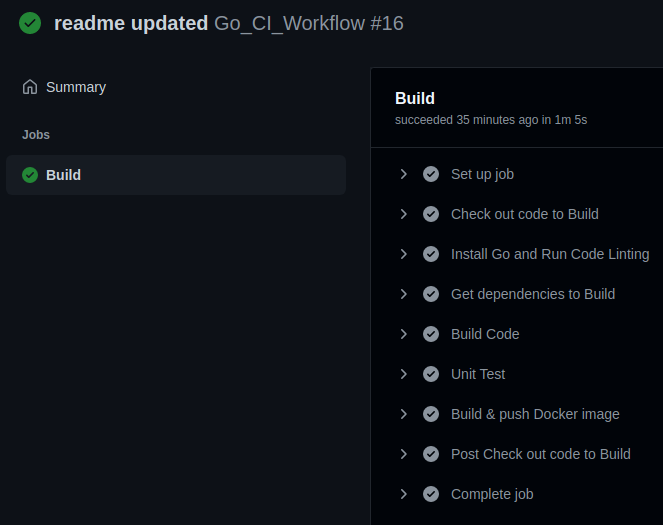 readme updated Go_CI_Workflow #16
Summary
Jobs
Build
Build
succeeded 35 minutes ago in 1m 5s
Set up job
Check out code to Build
Install Go and Run Code Linting
Get dependencies to Build
Build Code
Unit Test
Build & push Docker image
Post Check out code to Build
Complete job